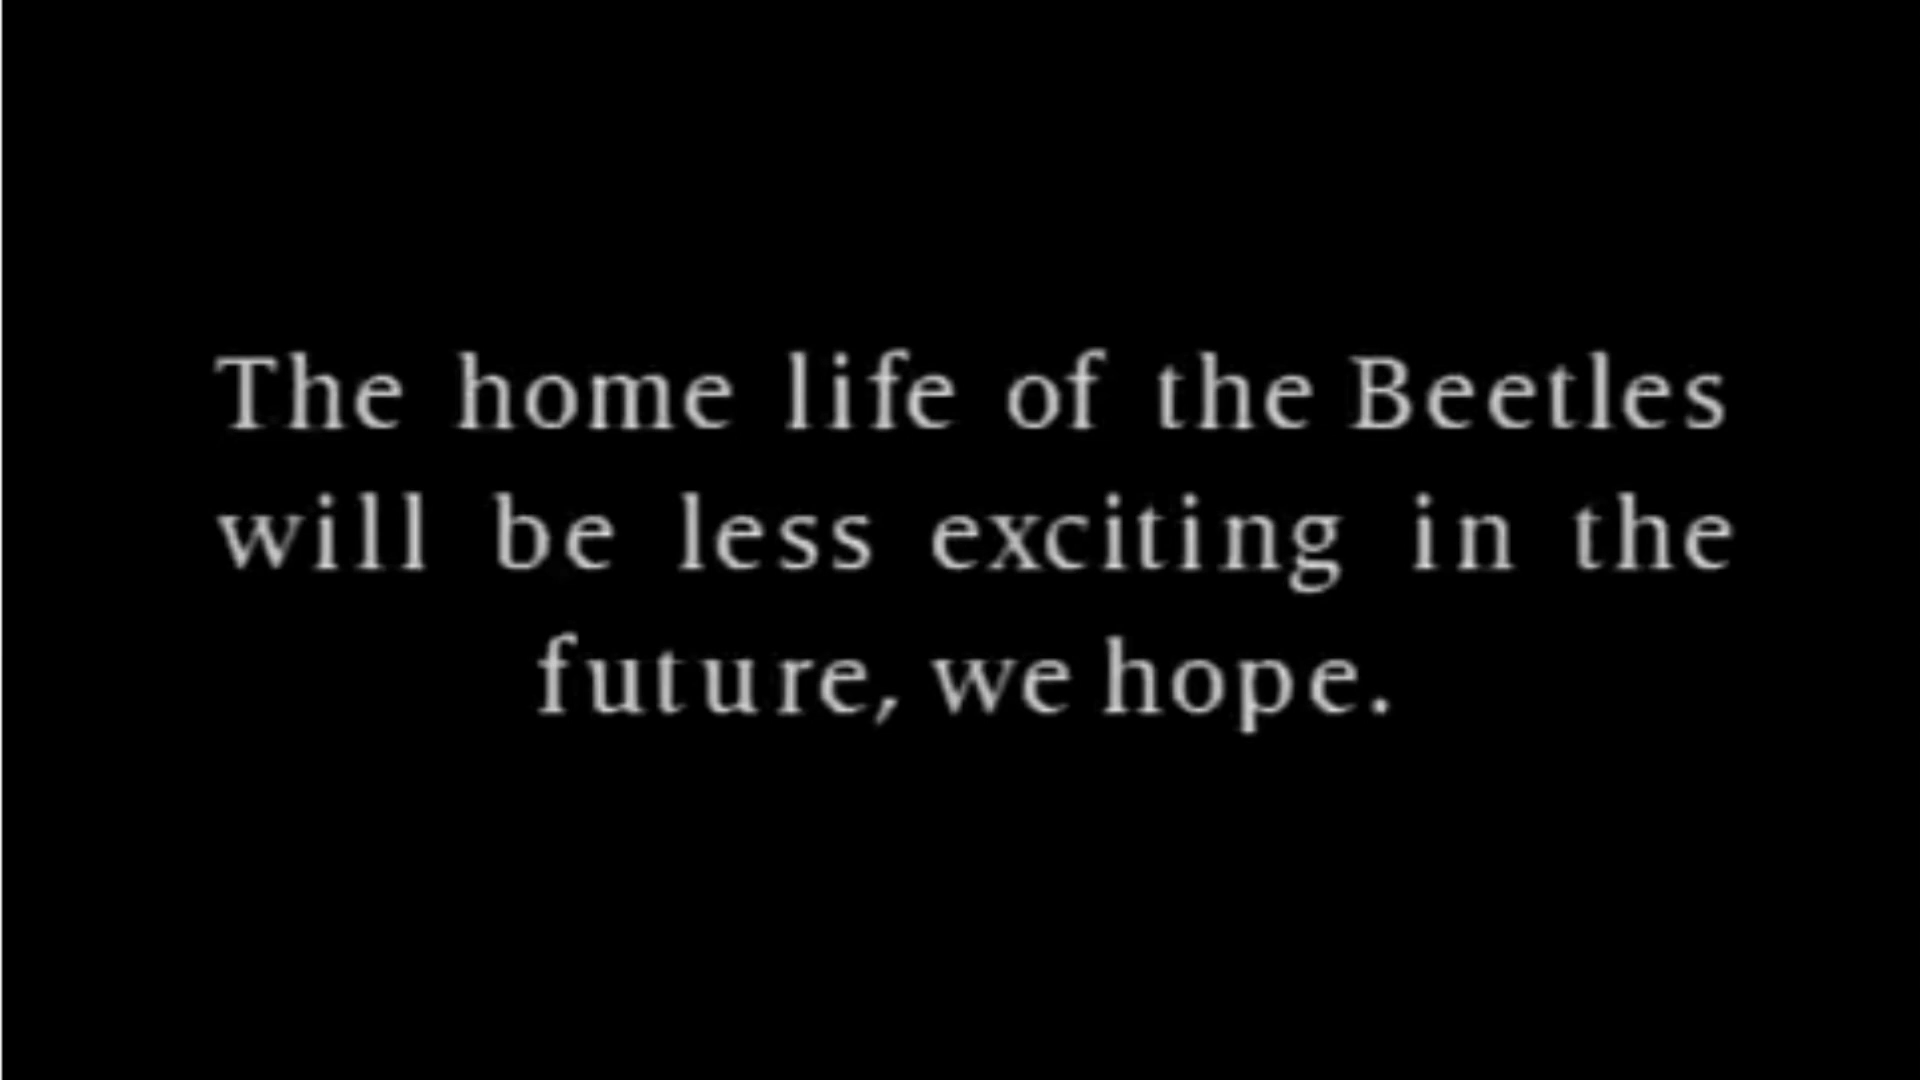 The home life of the Beetles
will be less exciting in the
future, we hope.